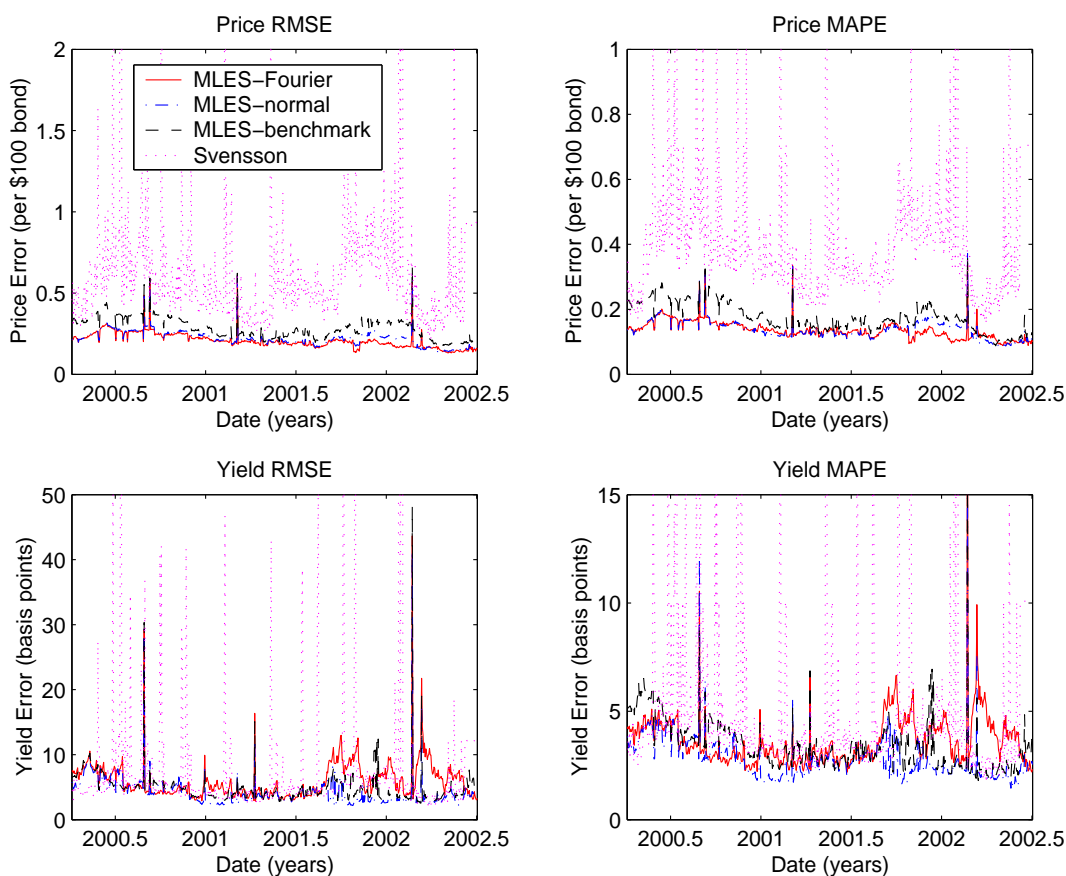 Price RMSE
Price Error (per $100 bond)
2
1.5
1
0.5
0
MLES−Fourier
MLES−normal
MLES−benchmark
Svensson
2000.5 2001 2001.5 2002 2002.5
Date (years)
Price MAPE
Price Error (per $100 bond)
1
0.8
0.6
0.4
0.2
0
2000.5 2001 2001.5 2002 2002.5
Date (years)
Yield RMSE
Yield Error (basis points)
50
40
30
20
10
0
2000.5 2001 2001.5 2002 2002.5
Date (years)
Yield MAPE
Yield Error (basis points)
15
10
5
0
2000.5 2001 2001.5 2002 2002.5
Date (years)